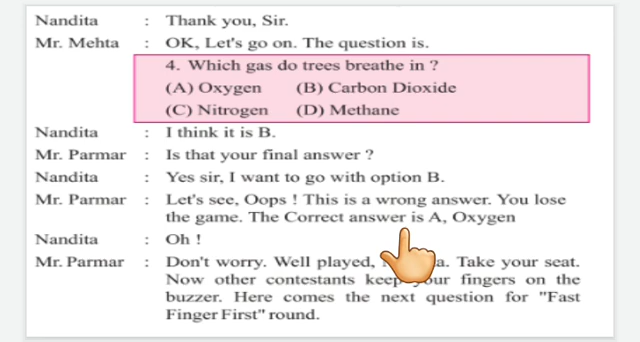 Nandita : Thank you, Sir.
Mr. Mehta : OK, Let's go on. The question is.
4. Which gas do trees breathe in ?
(A) Oxygen (B) Carbon Dioxide
(C) Nitrogen (D) Methane
Nandita : I think it is B.
Mr. Parmar : Is that your final answer ?
Nandita : Yes sir, I want to go with option B.
Mr. Parmar : Let's see, Oops ! This is a wrong answer. You lose
the game. The Correct answer is A, Oxygen
Nandita : Oh !
Mr. Parmar : Don't worry. Well played, Take your seat.
Now other contestants keep your fingers on the
buzzer. Here comes the next question for "Fast
Finger First" round.